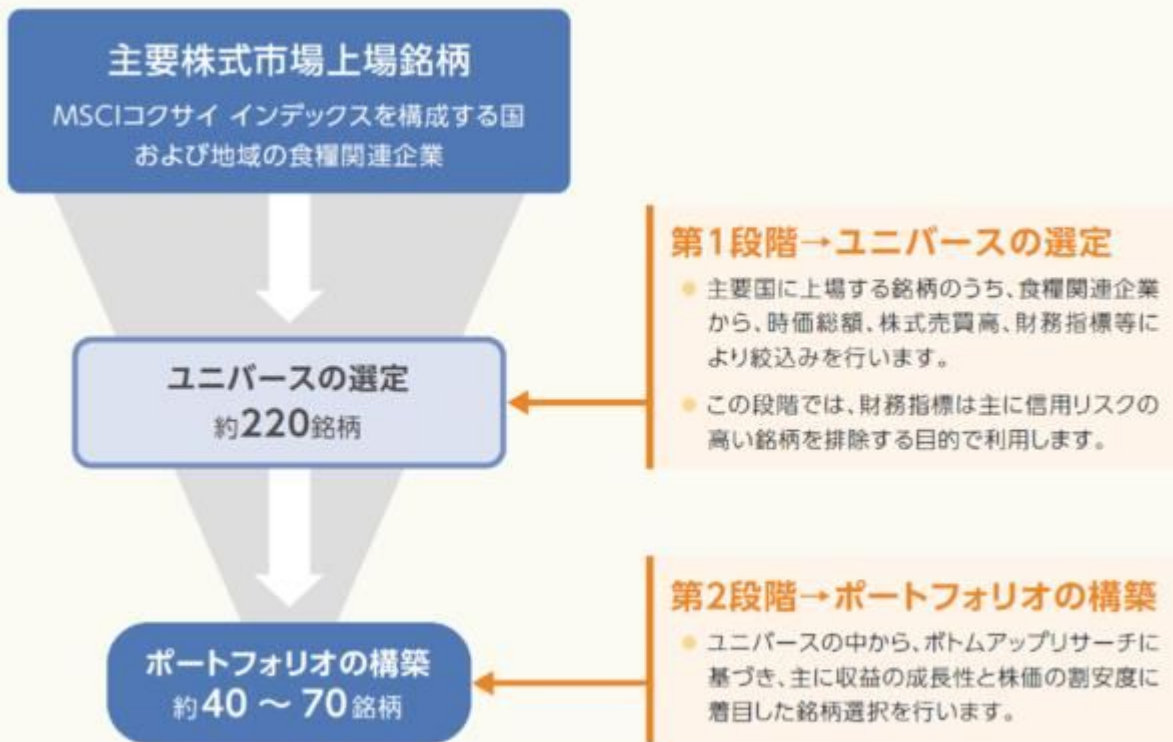 主要株式市場上場銘柄
MSCIコクサイ インデックスを構成する国
および地域の食糧関連企業
第1段階→ユニバースの選定
● 主要国に上場する銘柄のうち、食糧関連企業
から、時価総額、株式売買高、財務指標等に
より絞込みを行います。
● この段階では、財務指標は主に信用リスクの
高い銘柄を排除する目的で利用します。
ユニバースの選定
約220銘柄
第2段階→ポートフォリオの構築
● ユニバースの中から、ボトムアップリサーチに
基づき、主に収益の成長性と株価の割安度に
着目した銘柄選択を行います。
ポートフォリオの構築
約40 ～ 70銘柄